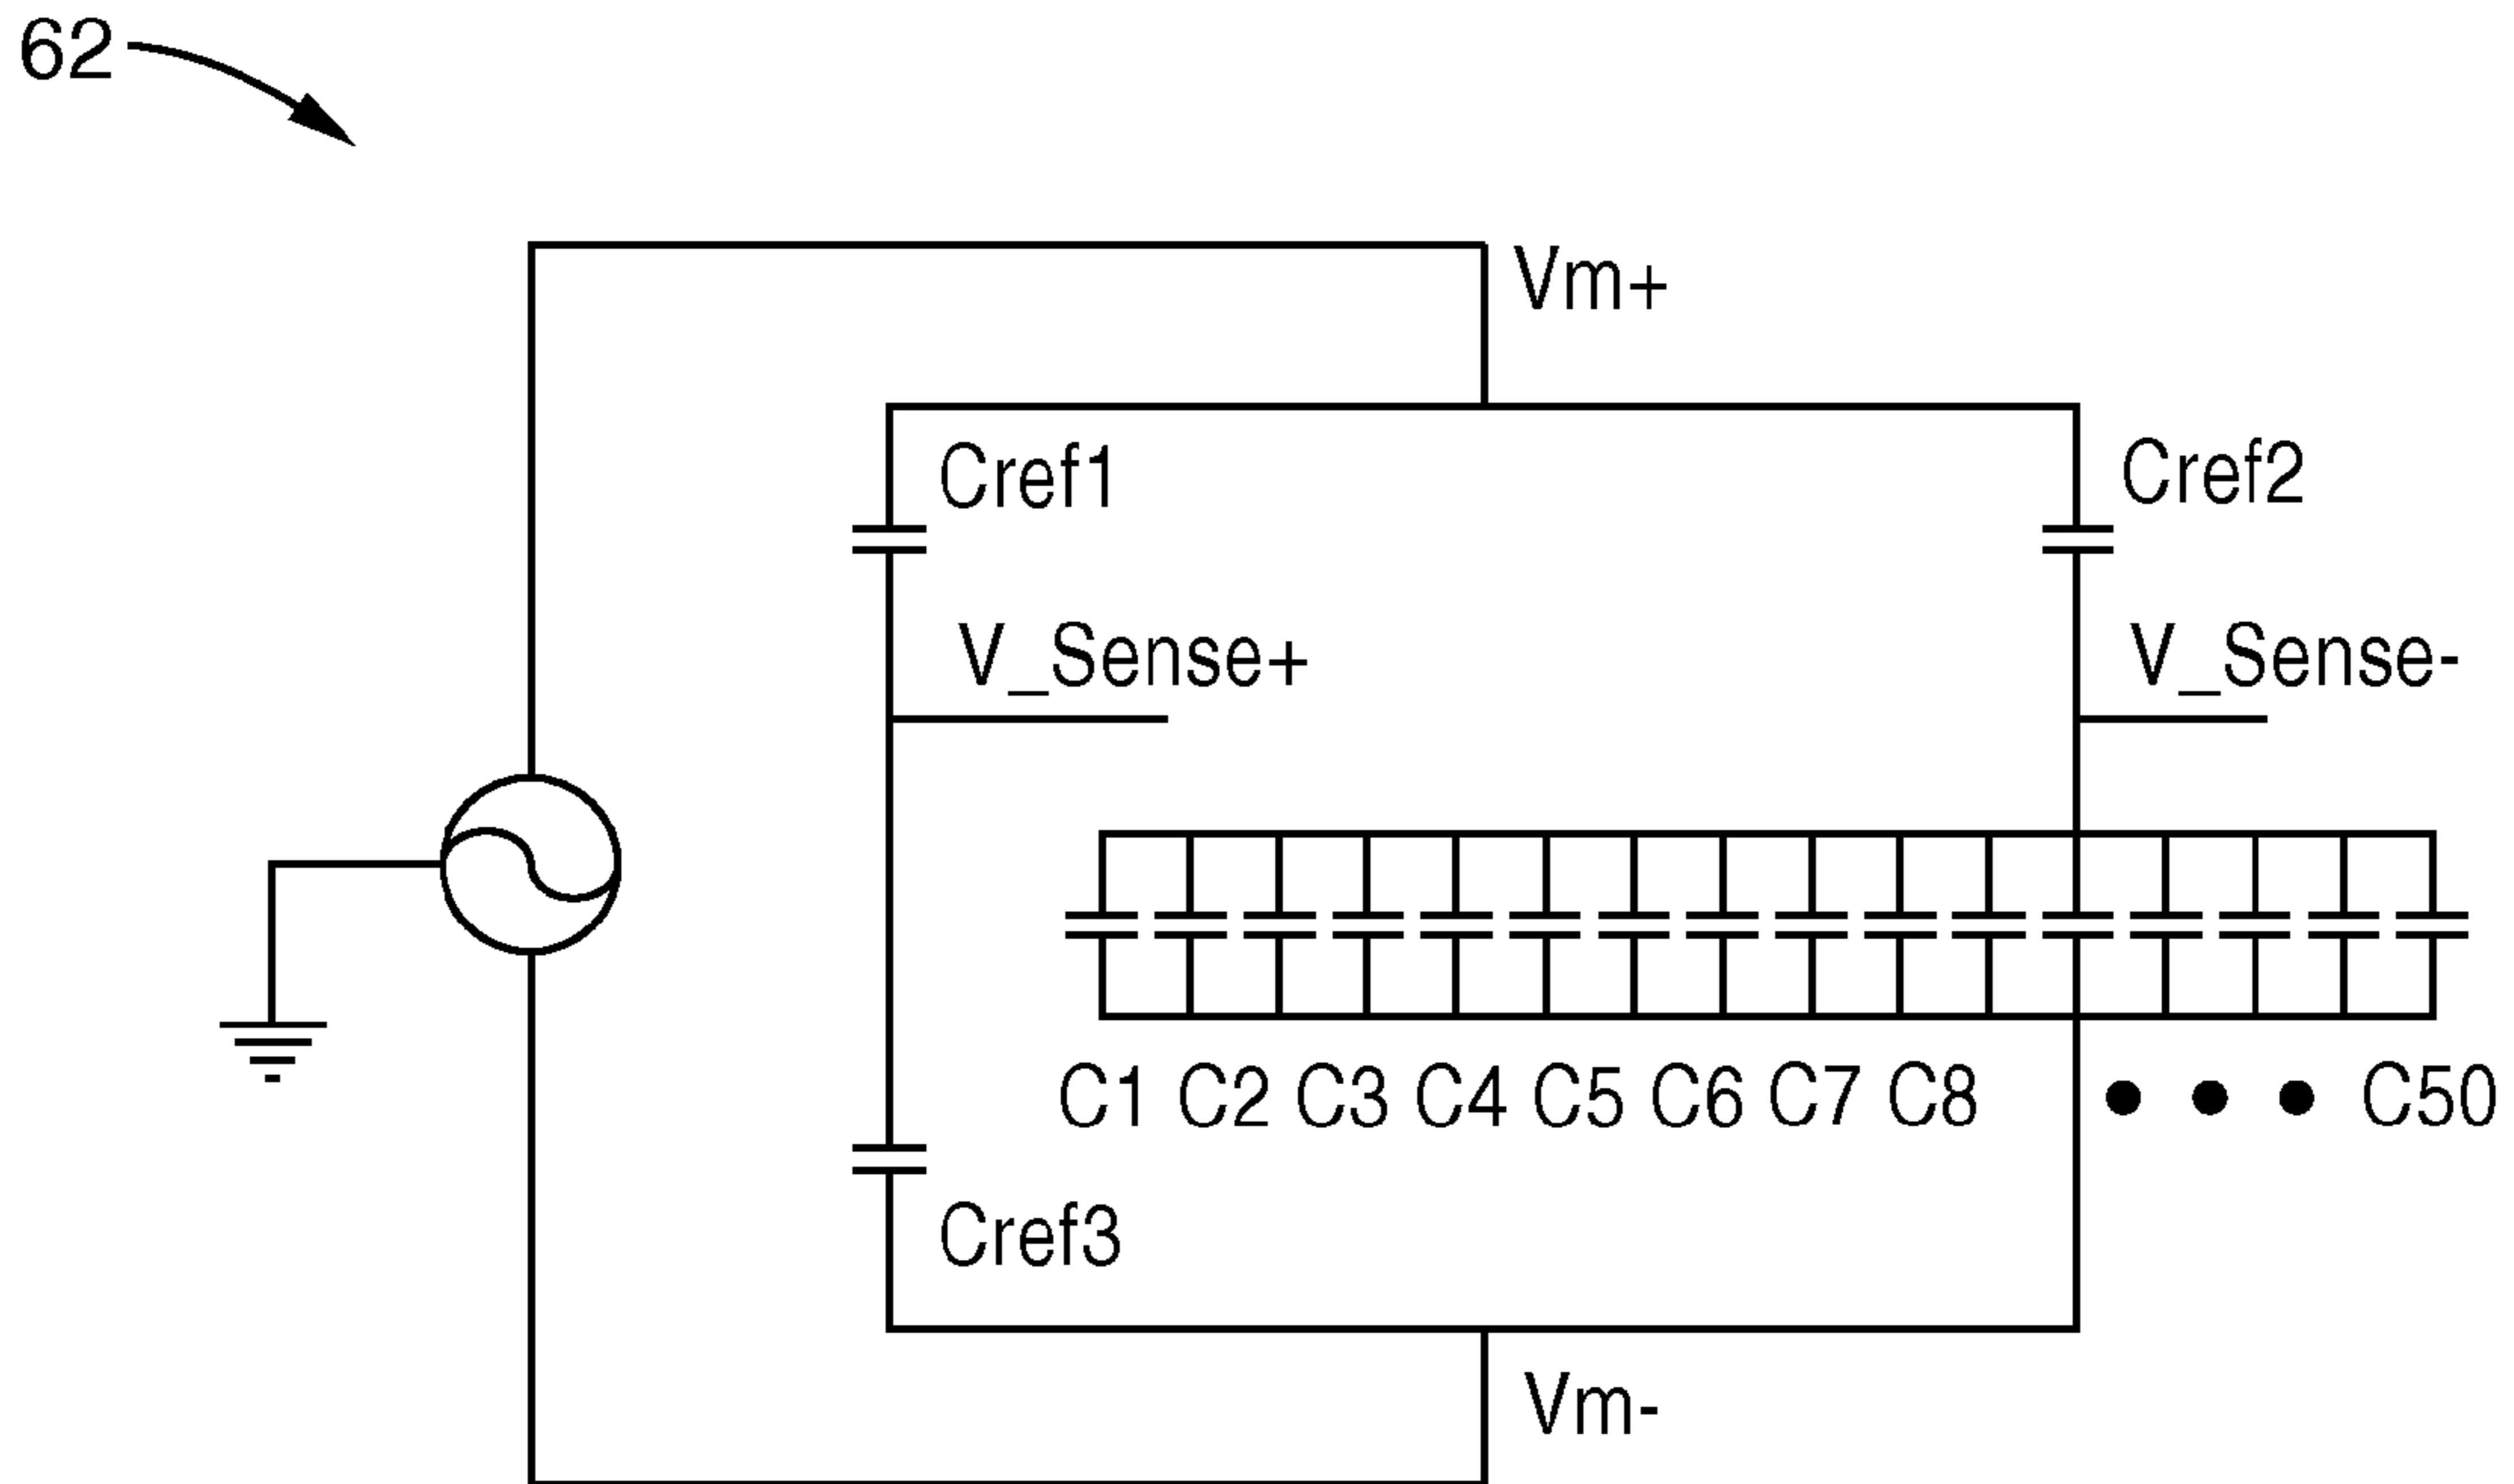 62
Vm+
Cref1
Cref2
V_Sense+
V_Sense-
C1 C2 C3 C4 C5 C6 C7 C8 ● ● ● C50
Cref3
Vm-